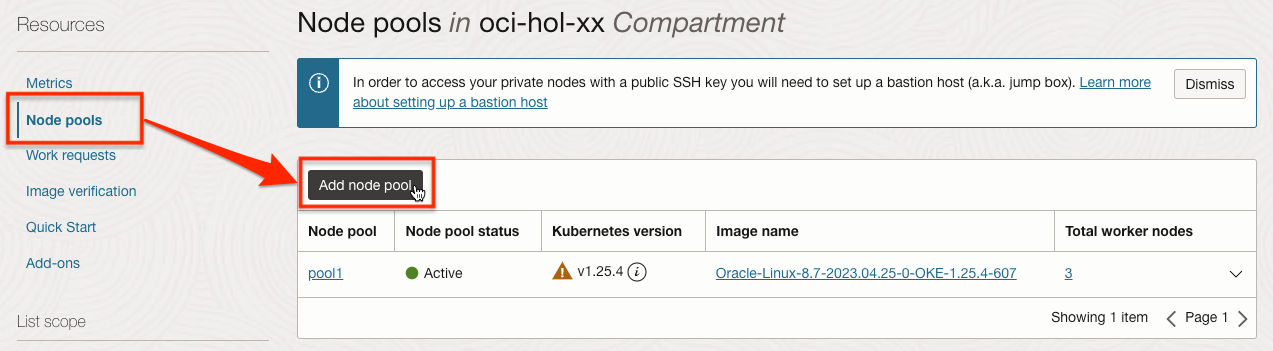 Resources
Metrics
Node pools
Work requests
Image verification
Quick Start
Add-ons
List scope
Node pools in oci-hol-xx Compartment
In order to access your private nodes with a public SSH key you will need to set up a bastion host (a.k.a. jump box). Learn more
about setting up a bastion host
Dismiss
Add node pool
Node pool Node pool status Kubernetes version Image name Total worker nodes
pool1 Active v1.25.4 Oracle-Linux-8.7-2023.04.25-0-OKE-1.25.4-607 3
Showing 1 item Page 1